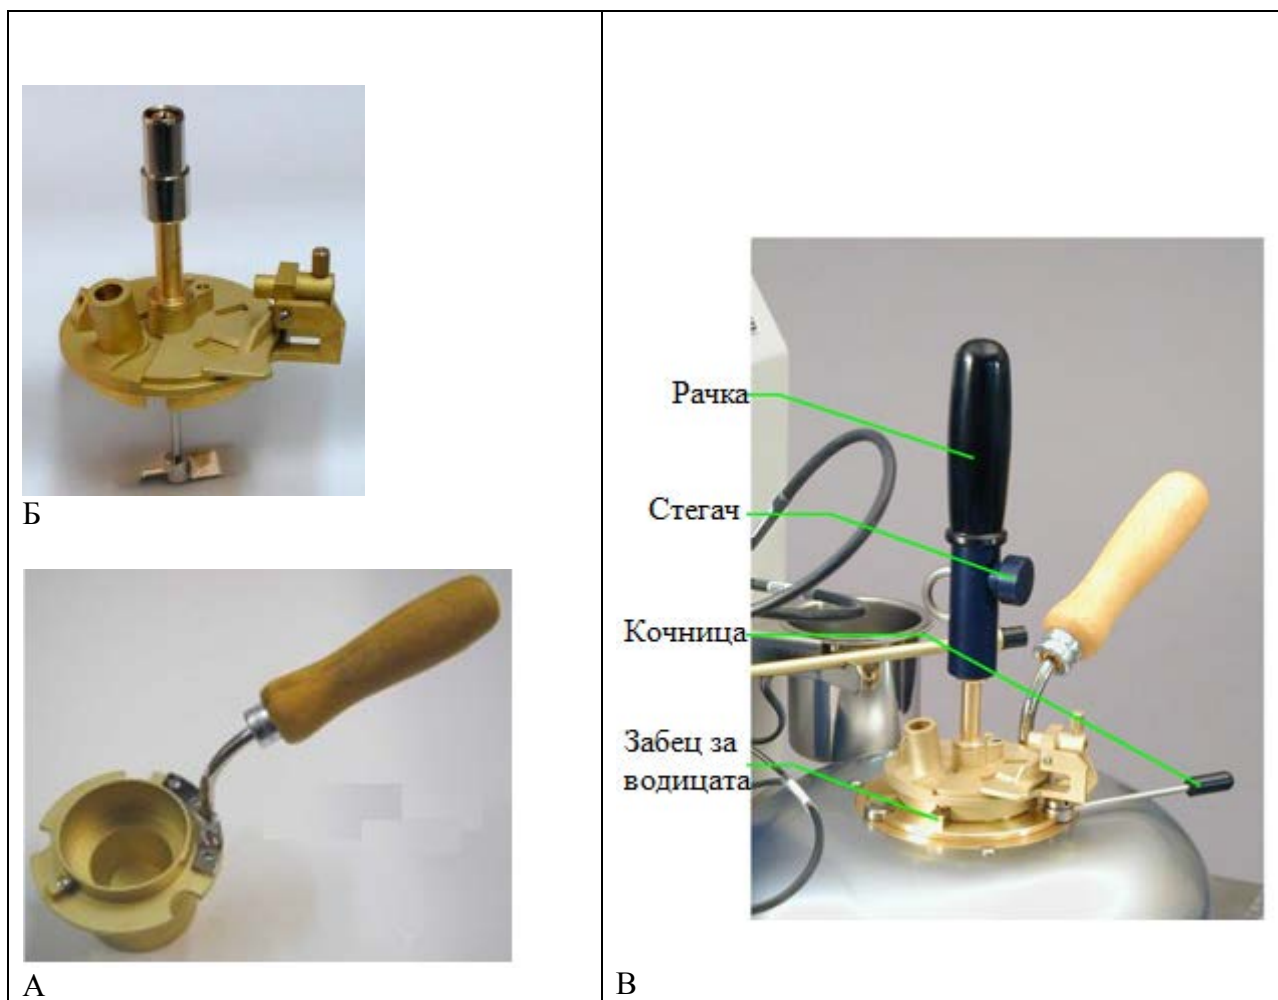 Б
А
Рачка
Стегач
Кочница
Забец за
водицата
В